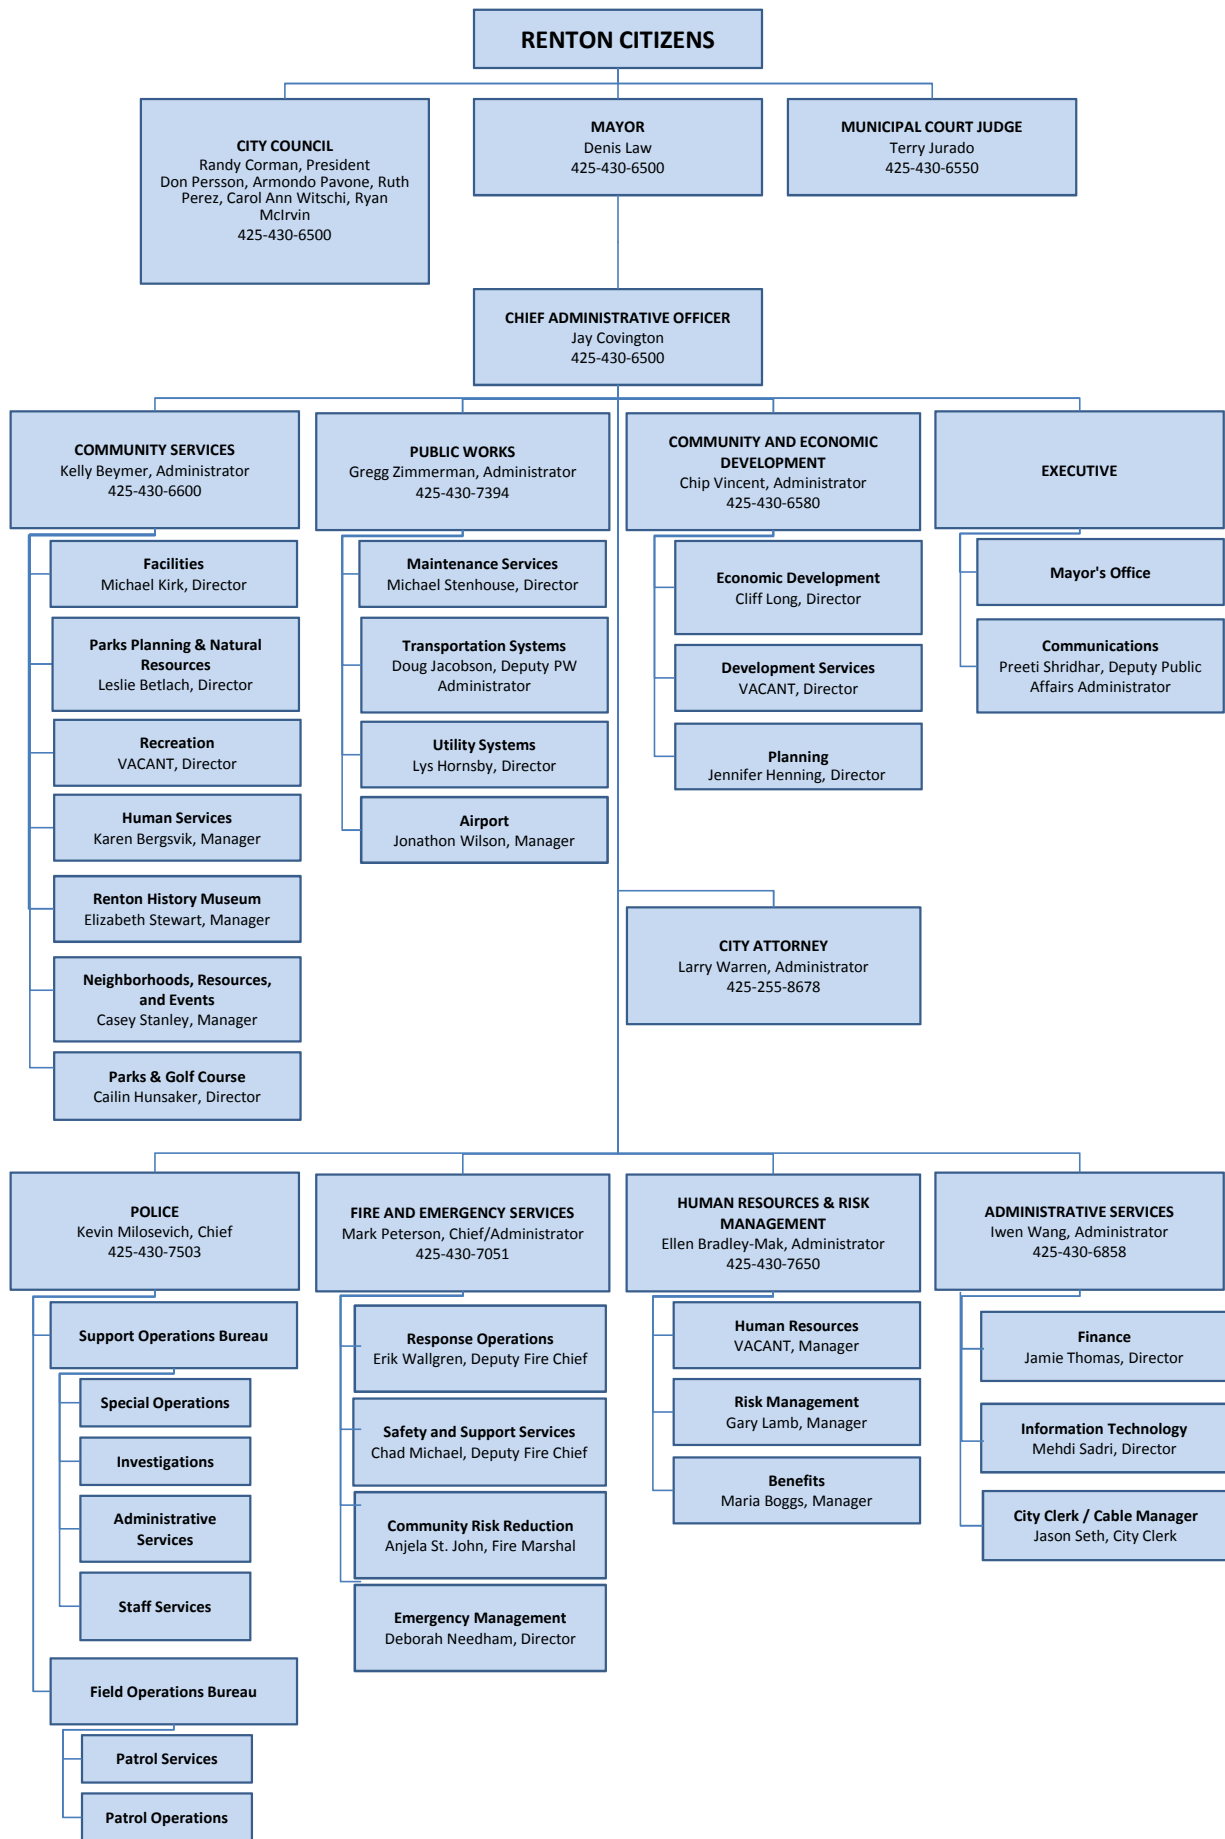 RENTON CITIZENS
CITY COUNCIL
Randy Corman, President
Don Persson, Armondo Pavone, Ruth
Perez, Carol Ann Witschi, Ryan
McIrvin
425-430-6500
MAYOR
Denis Law
425-430-6500
MUNICIPAL COURT JUDGE
Terry Jurado
425-430-6550
CHIEF ADMINISTRATIVE OFFICER
Jay Covington
425-430-6500
COMMUNITY SERVICES
Kelly Beymer, Administrator
425-430-6600
Facilities
Michael Kirk, Director
Parks Planning & Natural
Resources
Leslie Betlach, Director
Recreation
VACANT, Director
Human Services
Karen Bergsvik, Manager
Renton History Museum
Elizabeth Stewart, Manager
Neighborhoods, Resources,
and Events
Casey Stanley, Manager
Parks & Golf Course
Cailin Hunsaker, Director
PUBLIC WORKS
Gregg Zimmerman, Administrator
425-430-7394
Maintenance Services
Michael Stenhouse, Director
Transportation Systems
Doug Jacobson, Deputy PW
Administrator
Utility Systems
Lys Hornsby, Director
Airport
Jonathon Wilson, Manager
COMMUNITY AND ECONOMIC
DEVELOPMENT
Chip Vincent, Administrator
425-430-6580
Economic Development
Cliff Long, Director
Development Services
VACANT, Director
Planning
Jennifer Henning, Director
EXECUTIVE
Mayor's Office
Communications
Preeti Shridhar, Deputy Public
Affairs Administrator
CITY ATTORNEY
Larry Warren, Administrator
425-255-8678
POLICE
Kevin Milosevich, Chief
425-430-7503
Support Operations Bureau
Special Operations
Investigations
Administrative
Services
Staff Services
Field Operations Bureau
Patrol Services
Patrol Operations
FIRE AND EMERGENCY SERVICES
Mark Peterson, Chief/Administrator
425-430-7051
Response Operations
Erik Wallgren, Deputy Fire Chief
Safety and Support Services
Chad Michael, Deputy Fire Chief
Community Risk Reduction
Anjela St. John, Fire Marshal
Emergency Management
Deborah Needham, Director
HUMAN RESOURCES & RISK
MANAGEMENT
Ellen Bradley-Mak, Administrator
425-430-7650
Human Resources
VACANT, Manager
Risk Management
Gary Lamb, Manager
Benefits
Maria Boggs, Manager
ADMINISTRATIVE SERVICES
Iwen Wang, Administrator
425-430-6858
Finance
Jamie Thomas, Director
Information Technology
Mehdi Sadri, Director
City Clerk / Cable Manager
Jason Seth, City Clerk